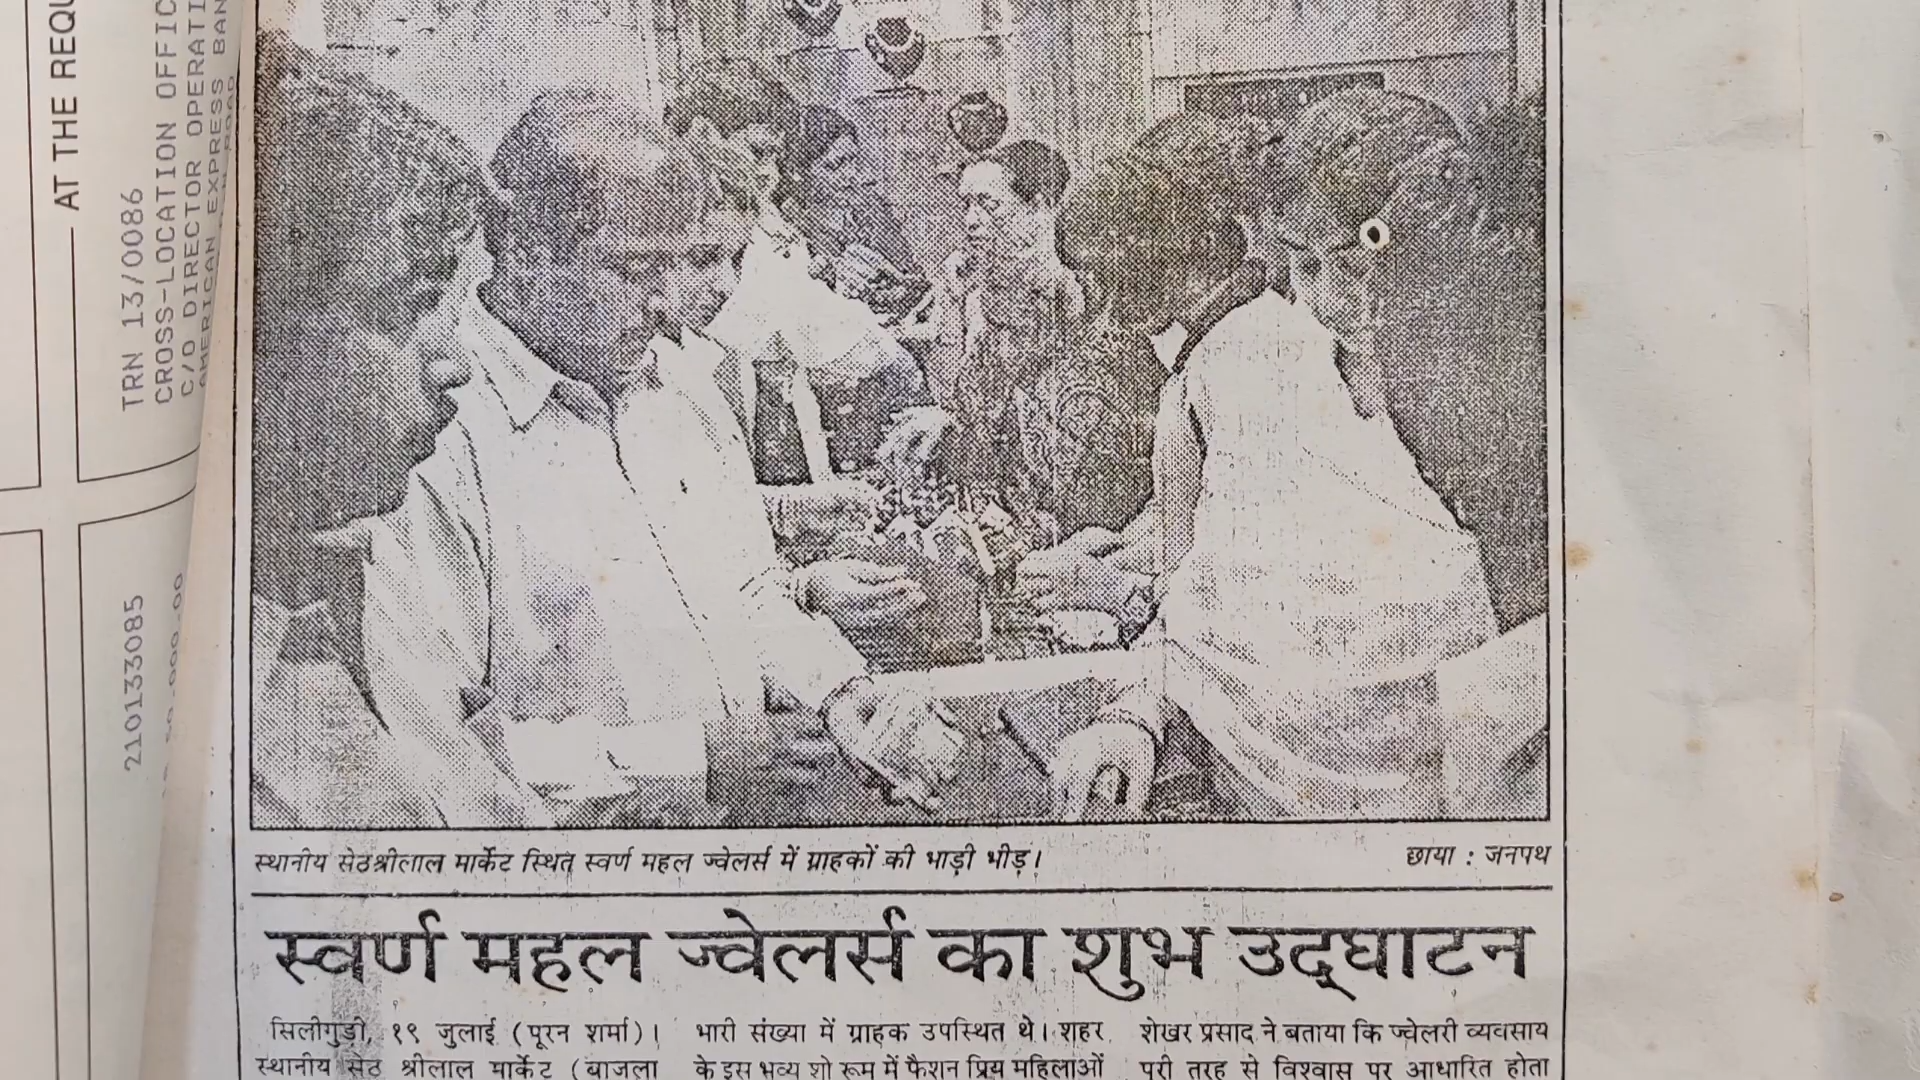 AT THE REQU
TRN 13/0086
CROSS-LOCATION OFFIC
C/O DIRECTOR OPERATI
AMERICAN EXPRESS BAN
210133085
स्थानीय सेठश्रीलाल मार्केट स्थित स्वर्ण महल ज्वेलर्स में ग्राहकों की भाड़ी भीड़।
छाया : जनपथ
स्वर्ण महल ज्वेलर्स का शुभ उद्‌घाटन
सिलीगुड़ी, १९ जुलाई (पूरन शर्मा)।
स्थानीय सेठ श्रीलाल मार्केट (बाजला
भारी संख्या में ग्राहक उपस्थित थे। शहर
के इस भव्य शो रूम में फैशन प्रिय महिलाओं
शेखर प्रसाद ने बताया कि ज्वेलरी व्यवसाय
पूरी तरह से विश्वास पर आधारित होता